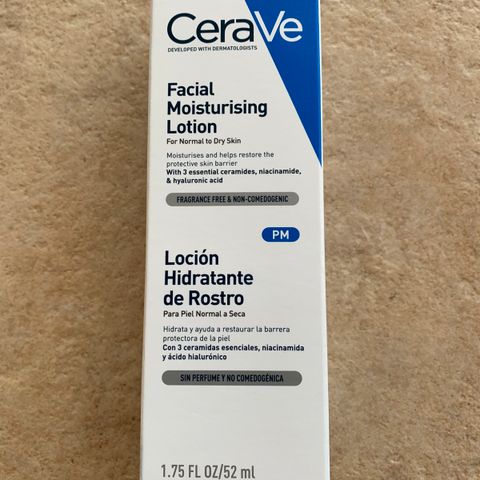 CeraVe
DEVELOPED WITH DERMATOLOGISTS
Facial
Moisturising
Lotion
For Normal to Dry Skin
Moisturises and helps restore the
protective skin barrier
With 3 essential ceramides, niacinamide,
& hyaluronic acid
FRAGRANCE FREE & NON-COMEDOGENIC
PM
Loción
Hidratante
de Rostro
Para Piel Normal a Seca
Hidrata y ayuda a restaurar la barrera
protectora de la piel
Con 3 ceramidas esenciales, niacinamida
y ácido hialurónico
SIN PERFUME Y NO COMEDOGÉNICA
1.75 FL OZ/52 ml